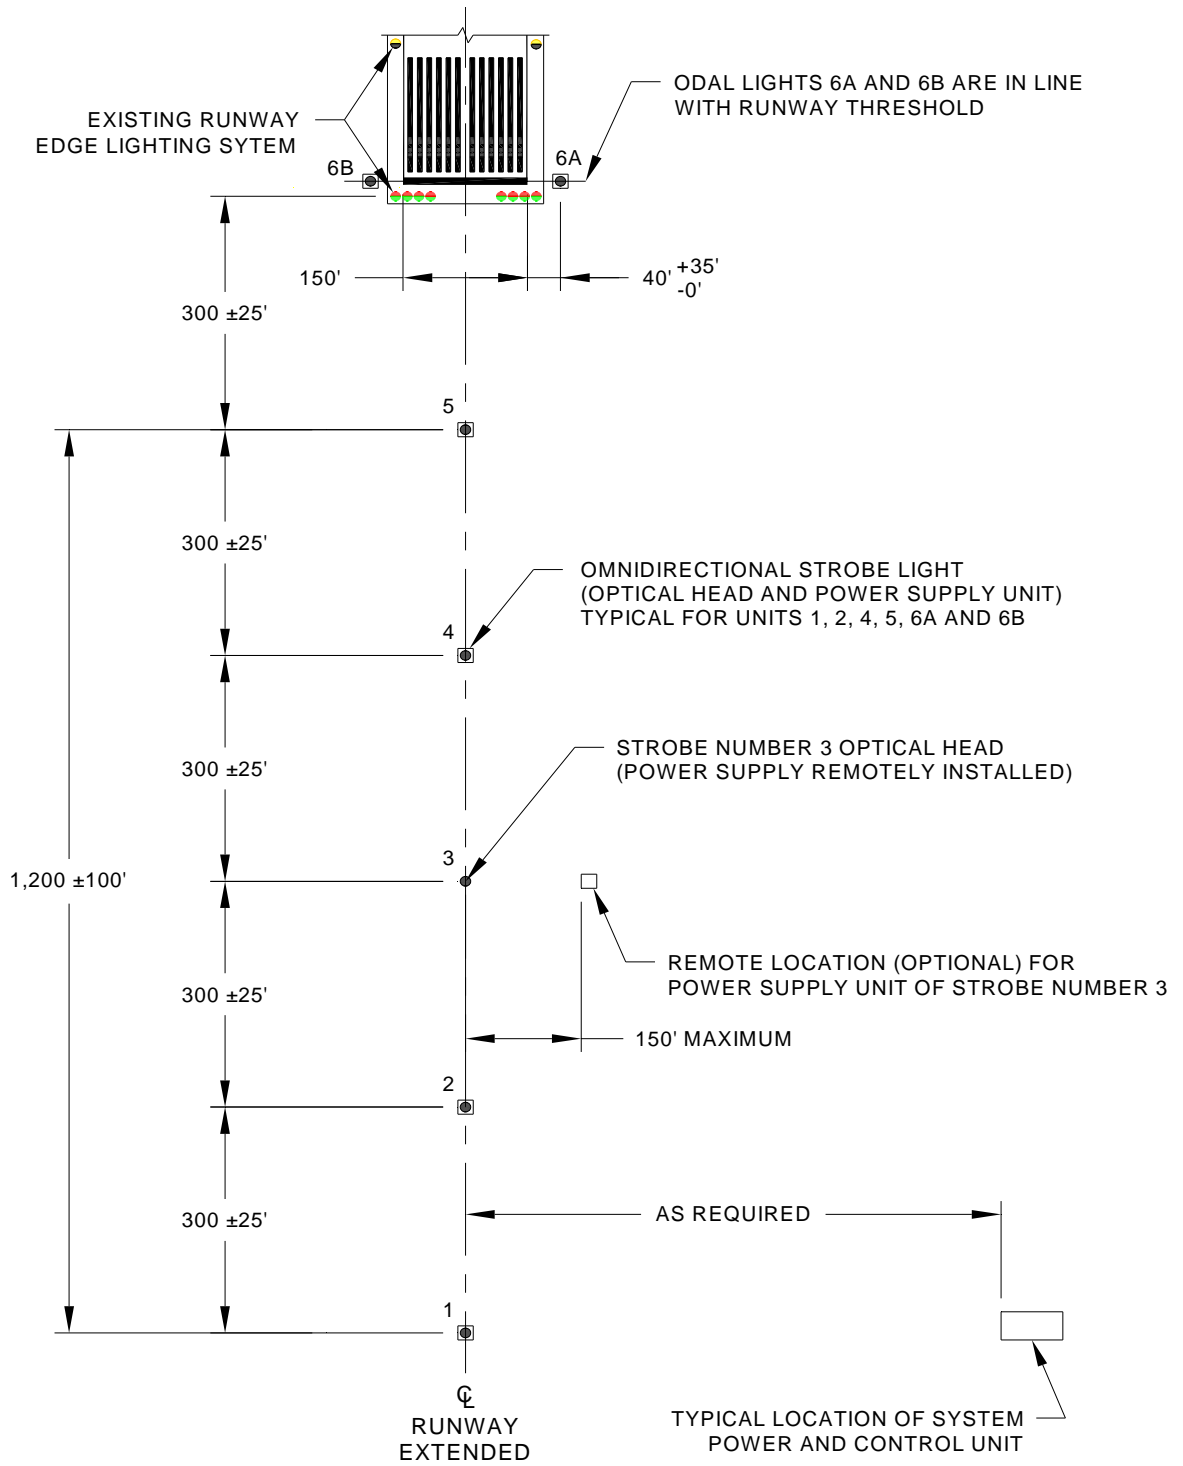 ODAL LIGHTS 6A AND 6B ARE IN LINE
WITH RUNWAY THRESHOLD
EXISTING RUNWAY
EDGE LIGHTING SYTEM
6B
6A
150'
40' +35'
-0'
300 ±25'
5
300 ±25'
OMNIDIRECTIONAL STROBE LIGHT
(OPTICAL HEAD AND POWER SUPPLY UNIT)
TYPICAL FOR UNITS 1, 2, 4, 5, 6A AND 6B
4
STROBE NUMBER 3 OPTICAL HEAD
(POWER SUPPLY REMOTELY INSTALLED)
300 ±25'
3
1,200 ±100'
REMOTE LOCATION (OPTIONAL) FOR
POWER SUPPLY UNIT OF STROBE NUMBER 3
300 ±25'
150' MAXIMUM
2
AS REQUIRED
300 ±25'
1
℄
RUNWAY
EXTENDED
TYPICAL LOCATION OF SYSTEM
POWER AND CONTROL UNIT